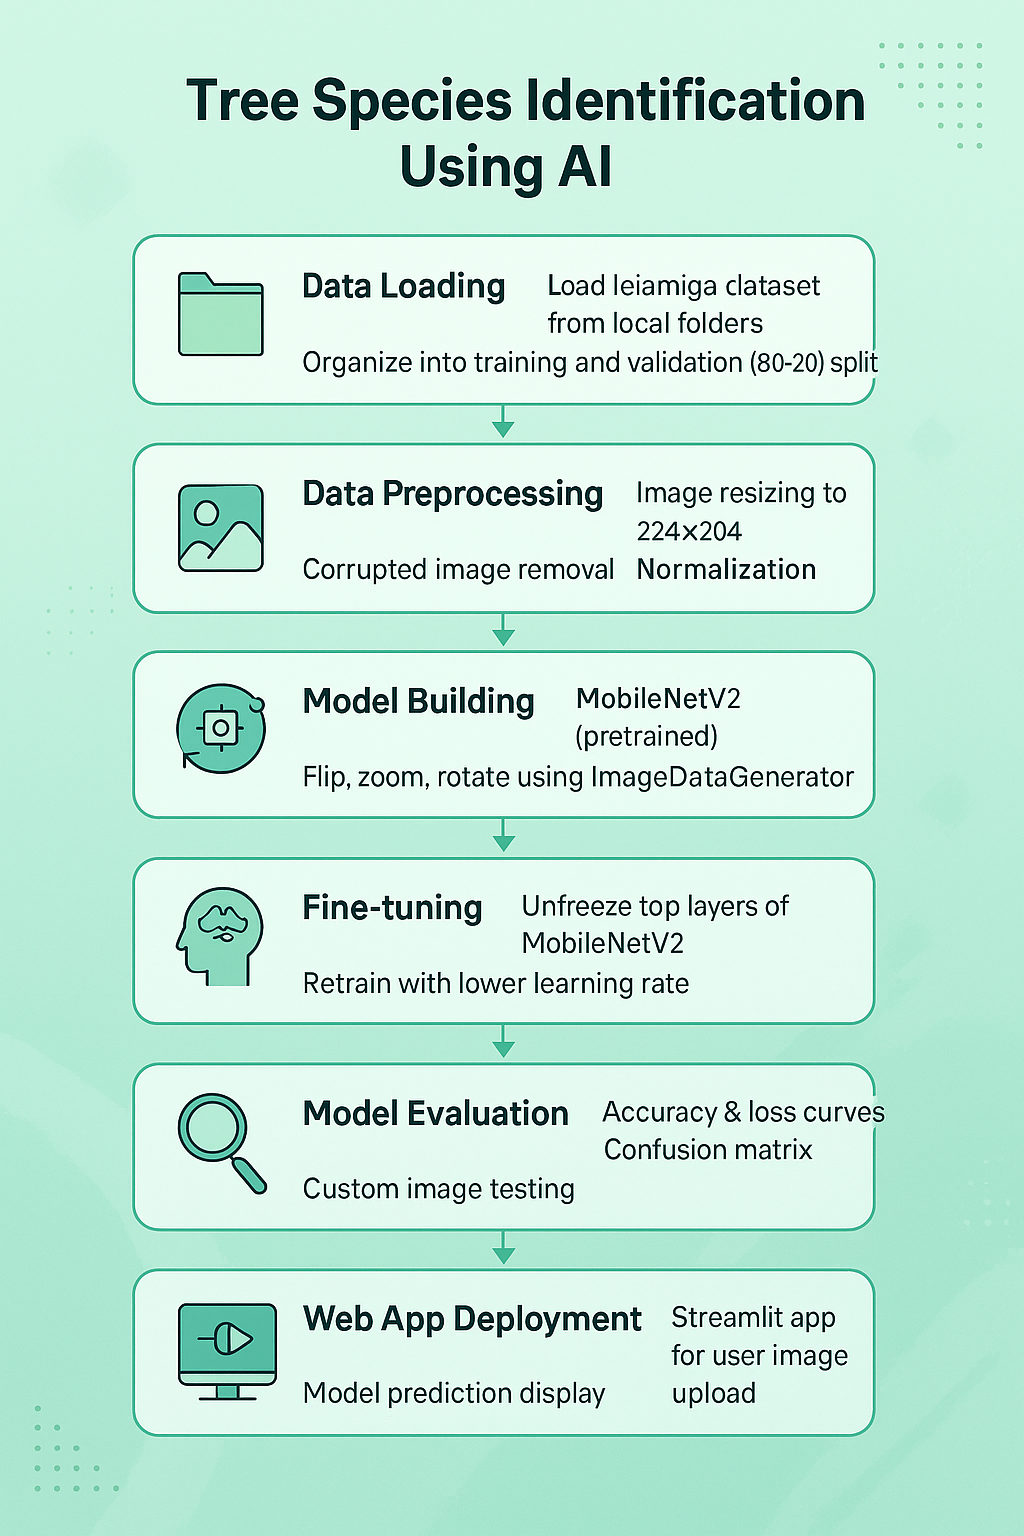 Tree Species Identification
Using AI
Data Loading
Load leiamiga clataset
from local folders
Organize into training and validation (80-20) split
Data Preprocessing
Image resizing to
224×204
Corrupted image removal
Normalization
Model Building
MobileNetV2
(pretrained)
Flip, zoom, rotate using ImageDataGenerator
Fine-tuning
Unfreeze top layers of
MobileNetV2
Retrain with lower learning rate
Model Evaluation
Accuracy & loss curves
Confusion matrix
Custom image testing
Web App Deployment
Streamlit app
for user image
upload
Model prediction display